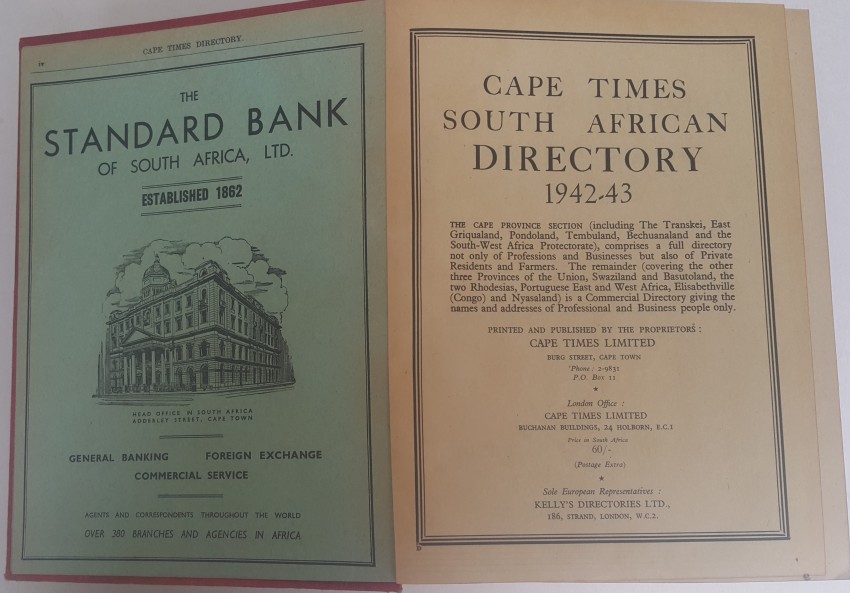 iv
CAPE TIMES DIRECTORY.
THE
STANDARD BANK
OF SOUTH AFRICA, LTD.
ESTABLISHED 1862
HEAD OFFICE IN SOUTH AFRICA
ADDERLEY STREET, CAPE TOWN
GENERAL BANKING FOREIGN EXCHANGE
COMMERCIAL SERVICE
AGENTS AND CORRESPONDENTS THROUGHOUT THE WORLD
OVER 380 BRANCHES AND AGENCIES IN AFRICA
CAPE TIMES
SOUTH AFRICAN
DIRECTORY
1942-43
THE CAPE PROVINCE SECTION (including The Transkei, East
Griqualand, Pondoland, Tembuland, Bechuanaland and the
South-West Africa Protectorate), comprises a full directory
not only of Professions and Businesses but also of Private
Residents and Farmers. The remainder (covering the other
three Provinces of the Union, Swaziland and Basutoland, the
two Rhodesias, Portuguese East and West Africa, Elisabethville
(Congo) and Nyasaland) is a Commercial Directory giving the
names and addresses of Professional and Business people only.
PRINTED AND PUBLISHED BY THE PROPRIETORS :
CAPE TIMES LIMITED
BURG STREET, CAPE TOWN
'Phone : 2-9831
P.O. Box 11
London Office :
CAPE TIMES LIMITED
BUCHANAN BUILDINGS, 24 HOLBORN, E.C.1
Price in South Africa
60/-
(Postage Extra)
Sole European Representatives :
KELLY'S DIRECTORIES LTD.,
186, STRAND, LONDON, W.C.2.